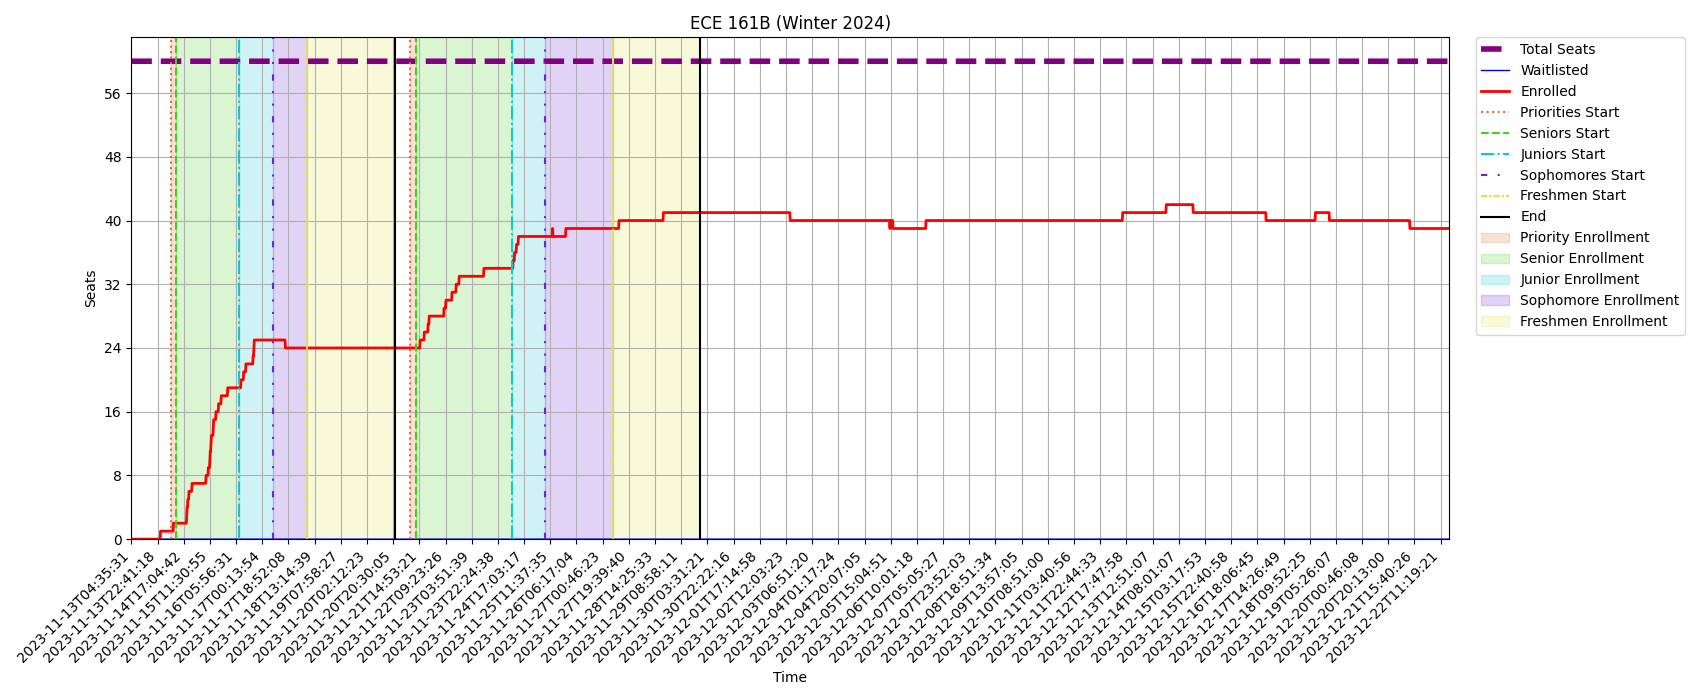 ECE 161B (Winter 2024)
Seats
56
48
40
32
24
16
8
0
2023-11-13T04:35:31
2023-11-13T22:41:18
2023-11-14T17:04:42
2023-11-15T11:30:55
2023-11-16T05:56:31
2023-11-17T00:13:54
2023-11-17T18:52:08
2023-11-18T13:14:39
2023-11-19T07:58:27
2023-11-20T02:12:23
2023-11-20T20:30:05
2023-11-21T14:53:21
2023-11-22T09:23:26
2023-11-23T03:51:39
2023-11-23T22:24:38
2023-11-24T17:03:17
2023-11-25T11:37:35
2023-11-26T06:17:04
2023-11-27T00:46:23
2023-11-27T19:39:40
2023-11-28T14:25:33
2023-11-29T08:58:11
2023-11-30T03:31:21
2023-11-30T22:22:16
2023-12-01T17:14:58
2023-12-02T12:03:23
2023-12-03T06:51:20
2023-12-04T01:17:24
2023-12-04T20:07:05
2023-12-05T15:04:51
2023-12-06T10:01:18
2023-12-07T05:05:27
2023-12-07T23:52:03
2023-12-08T18:51:34
2023-12-09T13:57:05
2023-12-10T08:51:00
2023-12-11T03:40:56
2023-12-11T22:44:33
2023-12-12T17:47:58
2023-12-13T12:51:07
2023-12-14T08:01:07
2023-12-15T03:17:53
2023-12-15T22:40:58
2023-12-16T18:06:45
2023-12-17T14:26:49
2023-12-18T09:52:25
2023-12-19T05:26:07
2023-12-20T00:46:08
2023-12-20T20:13:00
2023-12-21T15:40:26
2023-12-22T11:19:21
Time
Total Seats
Waitlisted
Enrolled
Priorities Start
Seniors Start
Juniors Start
Sophomores Start
Freshmen Start
End
Priority Enrollment
Senior Enrollment
Junior Enrollment
Sophomore Enrollment
Freshmen Enrollment